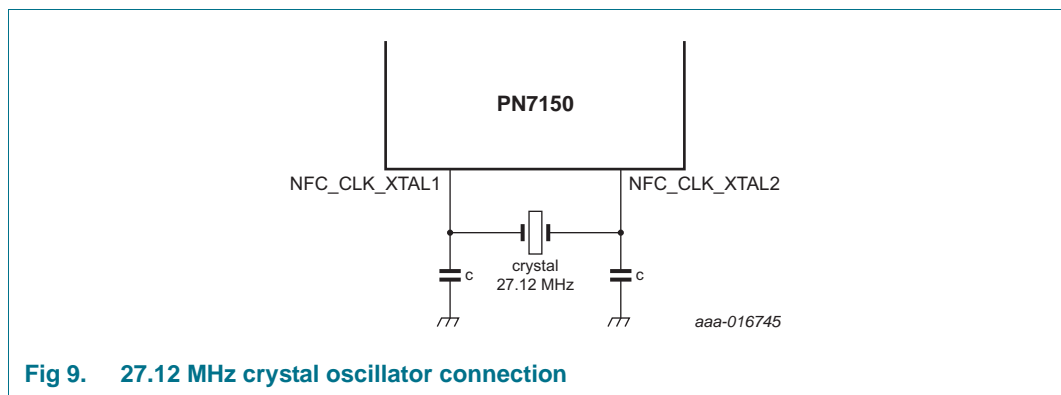 PN7150
NFC_CLK_XTAL1
NFC_CLK_XTAL2
c
crystal
27.12 MHz
c
aaa-016745
Fig 9. 27.12 MHz crystal oscillator connection